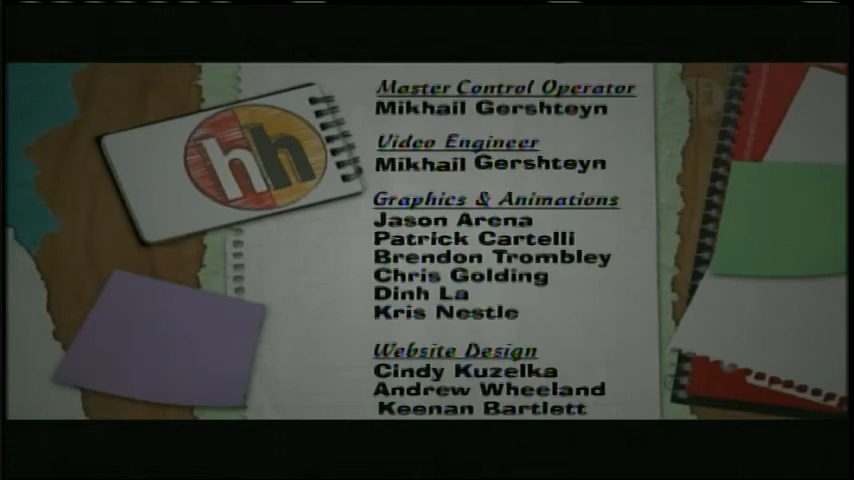 hh
Master Control Operator
Mikhail Gershteyn
Video Engineer
Mikhail Gershteyn
Graphics & Animations
Jason Arena
Patrick Cartelli
Brendon Trombley
Chris Golding
Dinh La
Kris Nestle
Website Design
Cindy Kuzelka
Andrew Wheeland
Keenan Bartlett